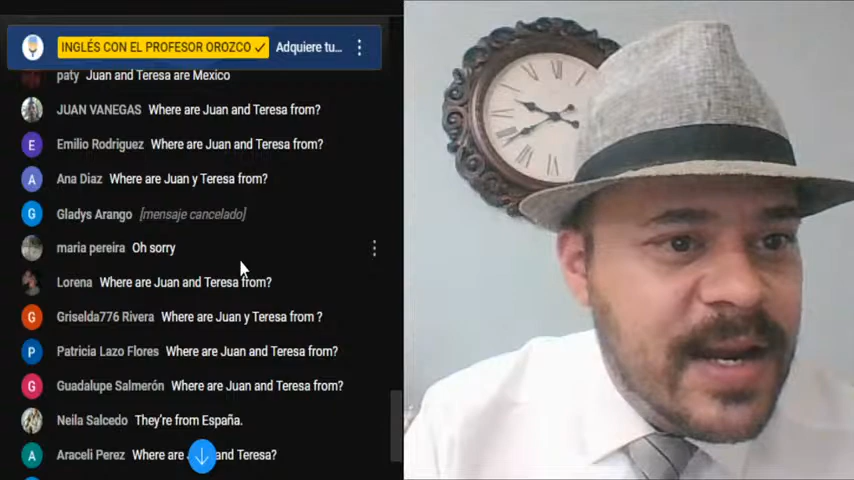 INGLÉS CON EL PROFESOR OROZCO ✓ Adquiere tu...
paty Juan and Teresa are Mexico
JUAN VANEGAS Where are Juan and Teresa from?
Emilio Rodriguez Where are Juan and Teresa from?
A Ana Diaz Where are Juan y Teresa from?
G Gladys Arango [mensaje cancelado]
maria pereira Oh sorry
Lorena Where are Juan and Teresa from?
G Griselda776 Rivera Where are Juan y Teresa from ?
P Patricia Lazo Flores Where are Juan and Teresa from?
G Guadalupe Salmerón Where are Juan and Teresa from?
Neila Salcedo They're from España.
A Araceli Perez Where are and Teresa?